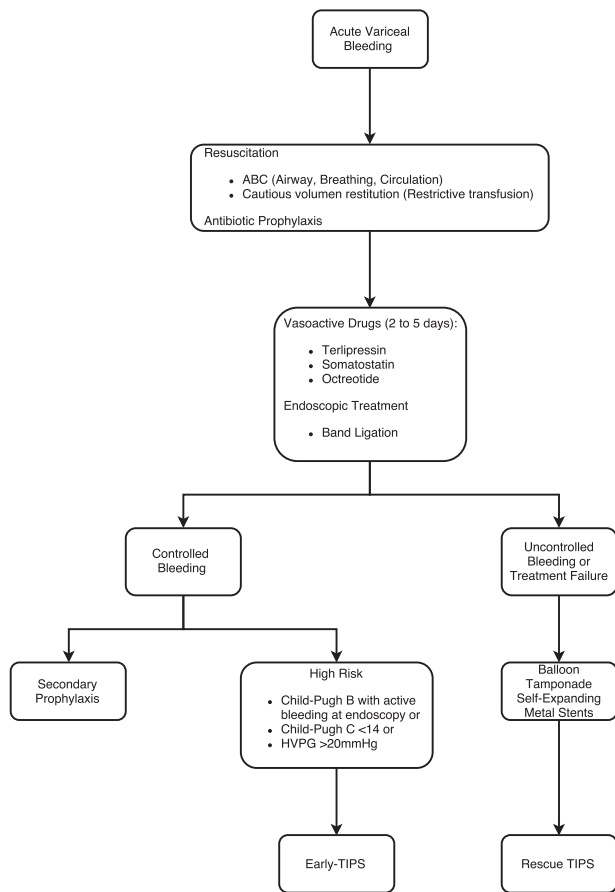 Acute Variceal
Bleeding
Resuscitation
• ABC (Airway, Breathing, Circulation)
• Cautious volumen restitution (Restrictive transfusion)
Antibiotic Prophylaxis
Vasoactive Drugs (2 to 5 days):
• Terlipressin
• Somatostatin
• Octreotide
Endoscopic Treatment
• Band Ligation
Controlled
Bleeding
Uncontrolled
Bleeding or
Treatment Failure
Secondary
Prophylaxis
High Risk
• Child-Pugh B with active
bleeding at endoscopy or
• Child-Pugh C <14 or
• HVPG >20mmHg
Balloon
Tamponade
Self-Expanding
Metal Stents
Early-TIPS
Rescue TIPS